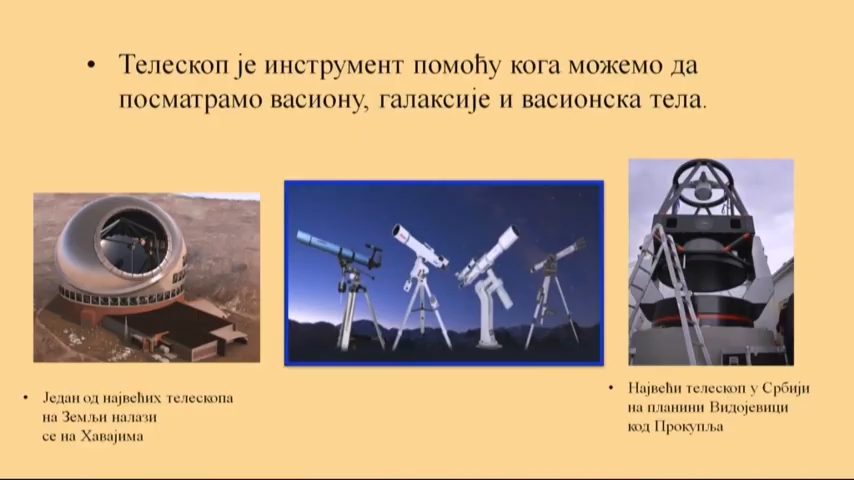 • Телескоп је инструмент помоћу кога можемо да
посматрамо васиону, галаксије и васионска тела.
• Један од највећих телескопа
на Земљи налази
се на Хавајима
• Највећи телескоп у Србији
на планини Видојевици
код Прокупља